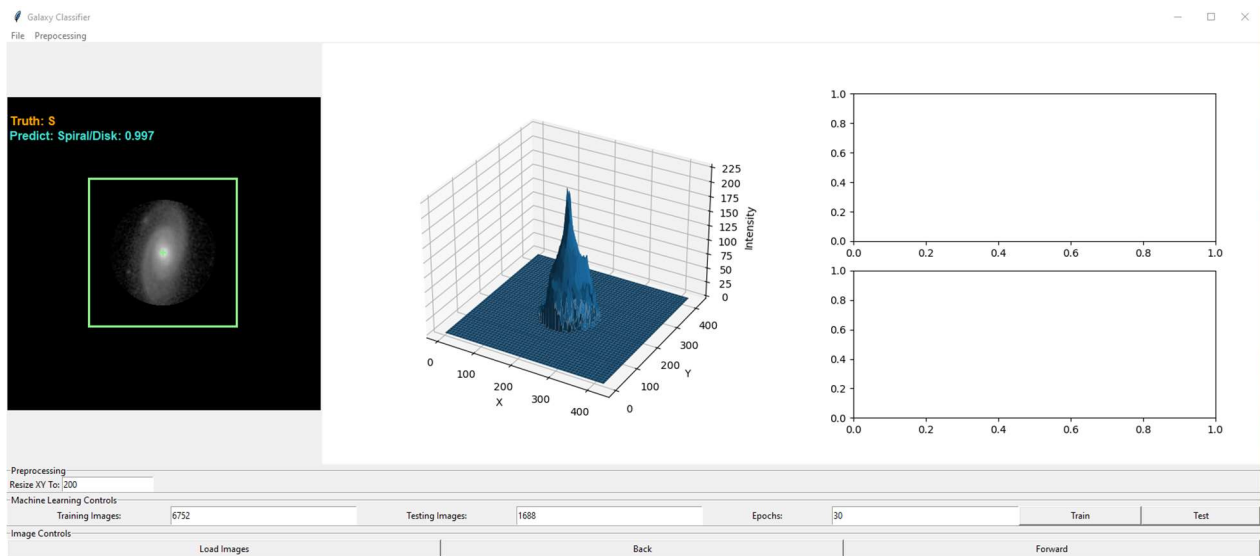 Galaxy Classifier
File Prepocessing
Truth: S
Predict: Spiral/Disk: 0.997
225
200
175
150
125
100
75
50
25
0
Intensity
0
100
200
300
400
X
0
100
200
300
400
Y
1.0
0.8
0.6
0.4
0.2
0.0
0.0 0.2 0.4 0.6 0.8 1.0
1.0
0.8
0.6
0.4
0.2
0.0
0.0 0.2 0.4 0.6 0.8 1.0
Preprocessing
Resize XY To: 200
Machine Learning Controls
Training Images: 6752 Testing Images: 1688 Epochs: 30 Train Test
Image Controls
Load Images Back Forward